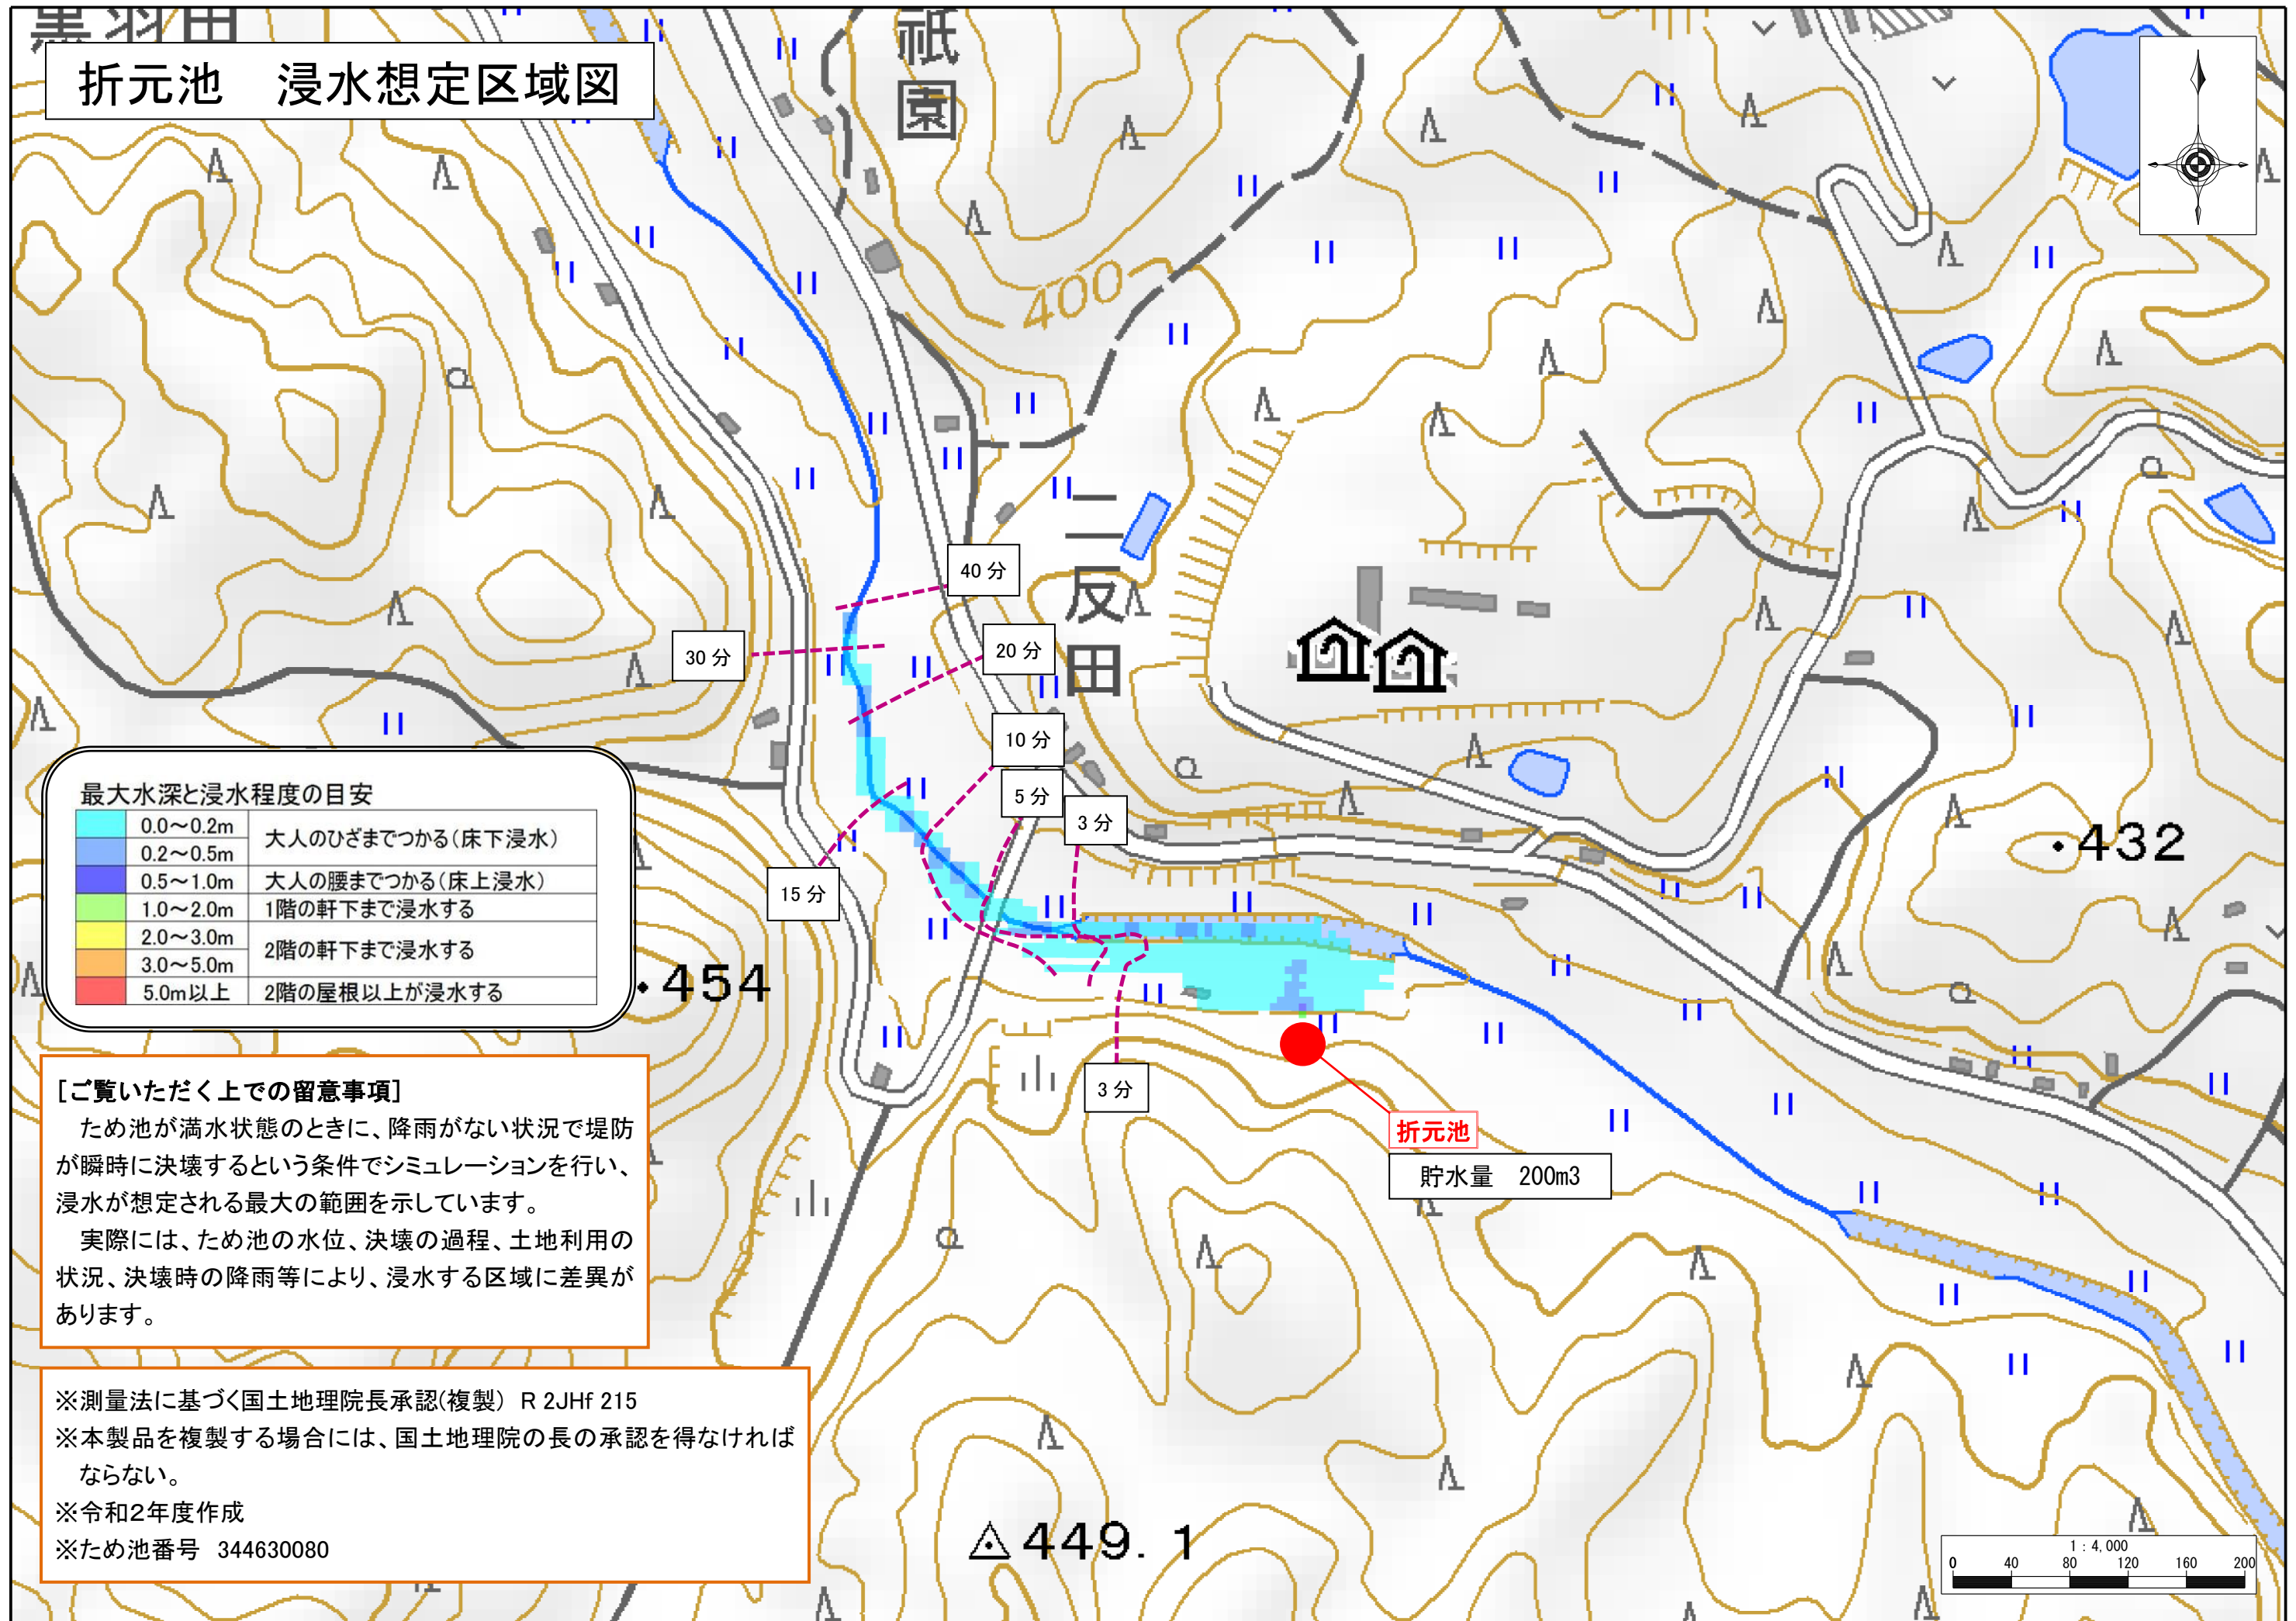 黒羽田
折元池　浸水想定区域図
祇園
400
二反田
40 分
30 分
20 分
10 分
5 分
3 分
15 分
3 分
432
454
449.1
最大水深と浸水程度の目安
0.0～0.2m
0.2～0.5m
大人のひざまでつかる（床下浸水）
0.5～1.0m 大人の腰までつかる（床上浸水）
1.0～2.0m 1階の軒下まで浸水する
2.0～3.0m
3.0～5.0m
2階の軒下まで浸水する
5.0m以上 2階の屋根以上が浸水する
折元池
貯水量　200m3
［ご覧いただく上での留意事項］
ため池が満水状態のときに、降雨がない状況で堤防
が瞬時に決壊するという条件でシミュレーションを行い、
浸水が想定される最大の範囲を示しています。
実際には、ため池の水位、決壊の過程、土地利用の
状況、決壊時の降雨等により、浸水する区域に差異が
あります。
※測量法に基づく国土地理院長承認（複製） R 2JHf 215
※本製品を複製する場合には、国土地理院の長の承認を得なければ
ならない。
※令和２年度作成
※ため池番号 344630080
1 : 4,000
0 40 80 120 160 200